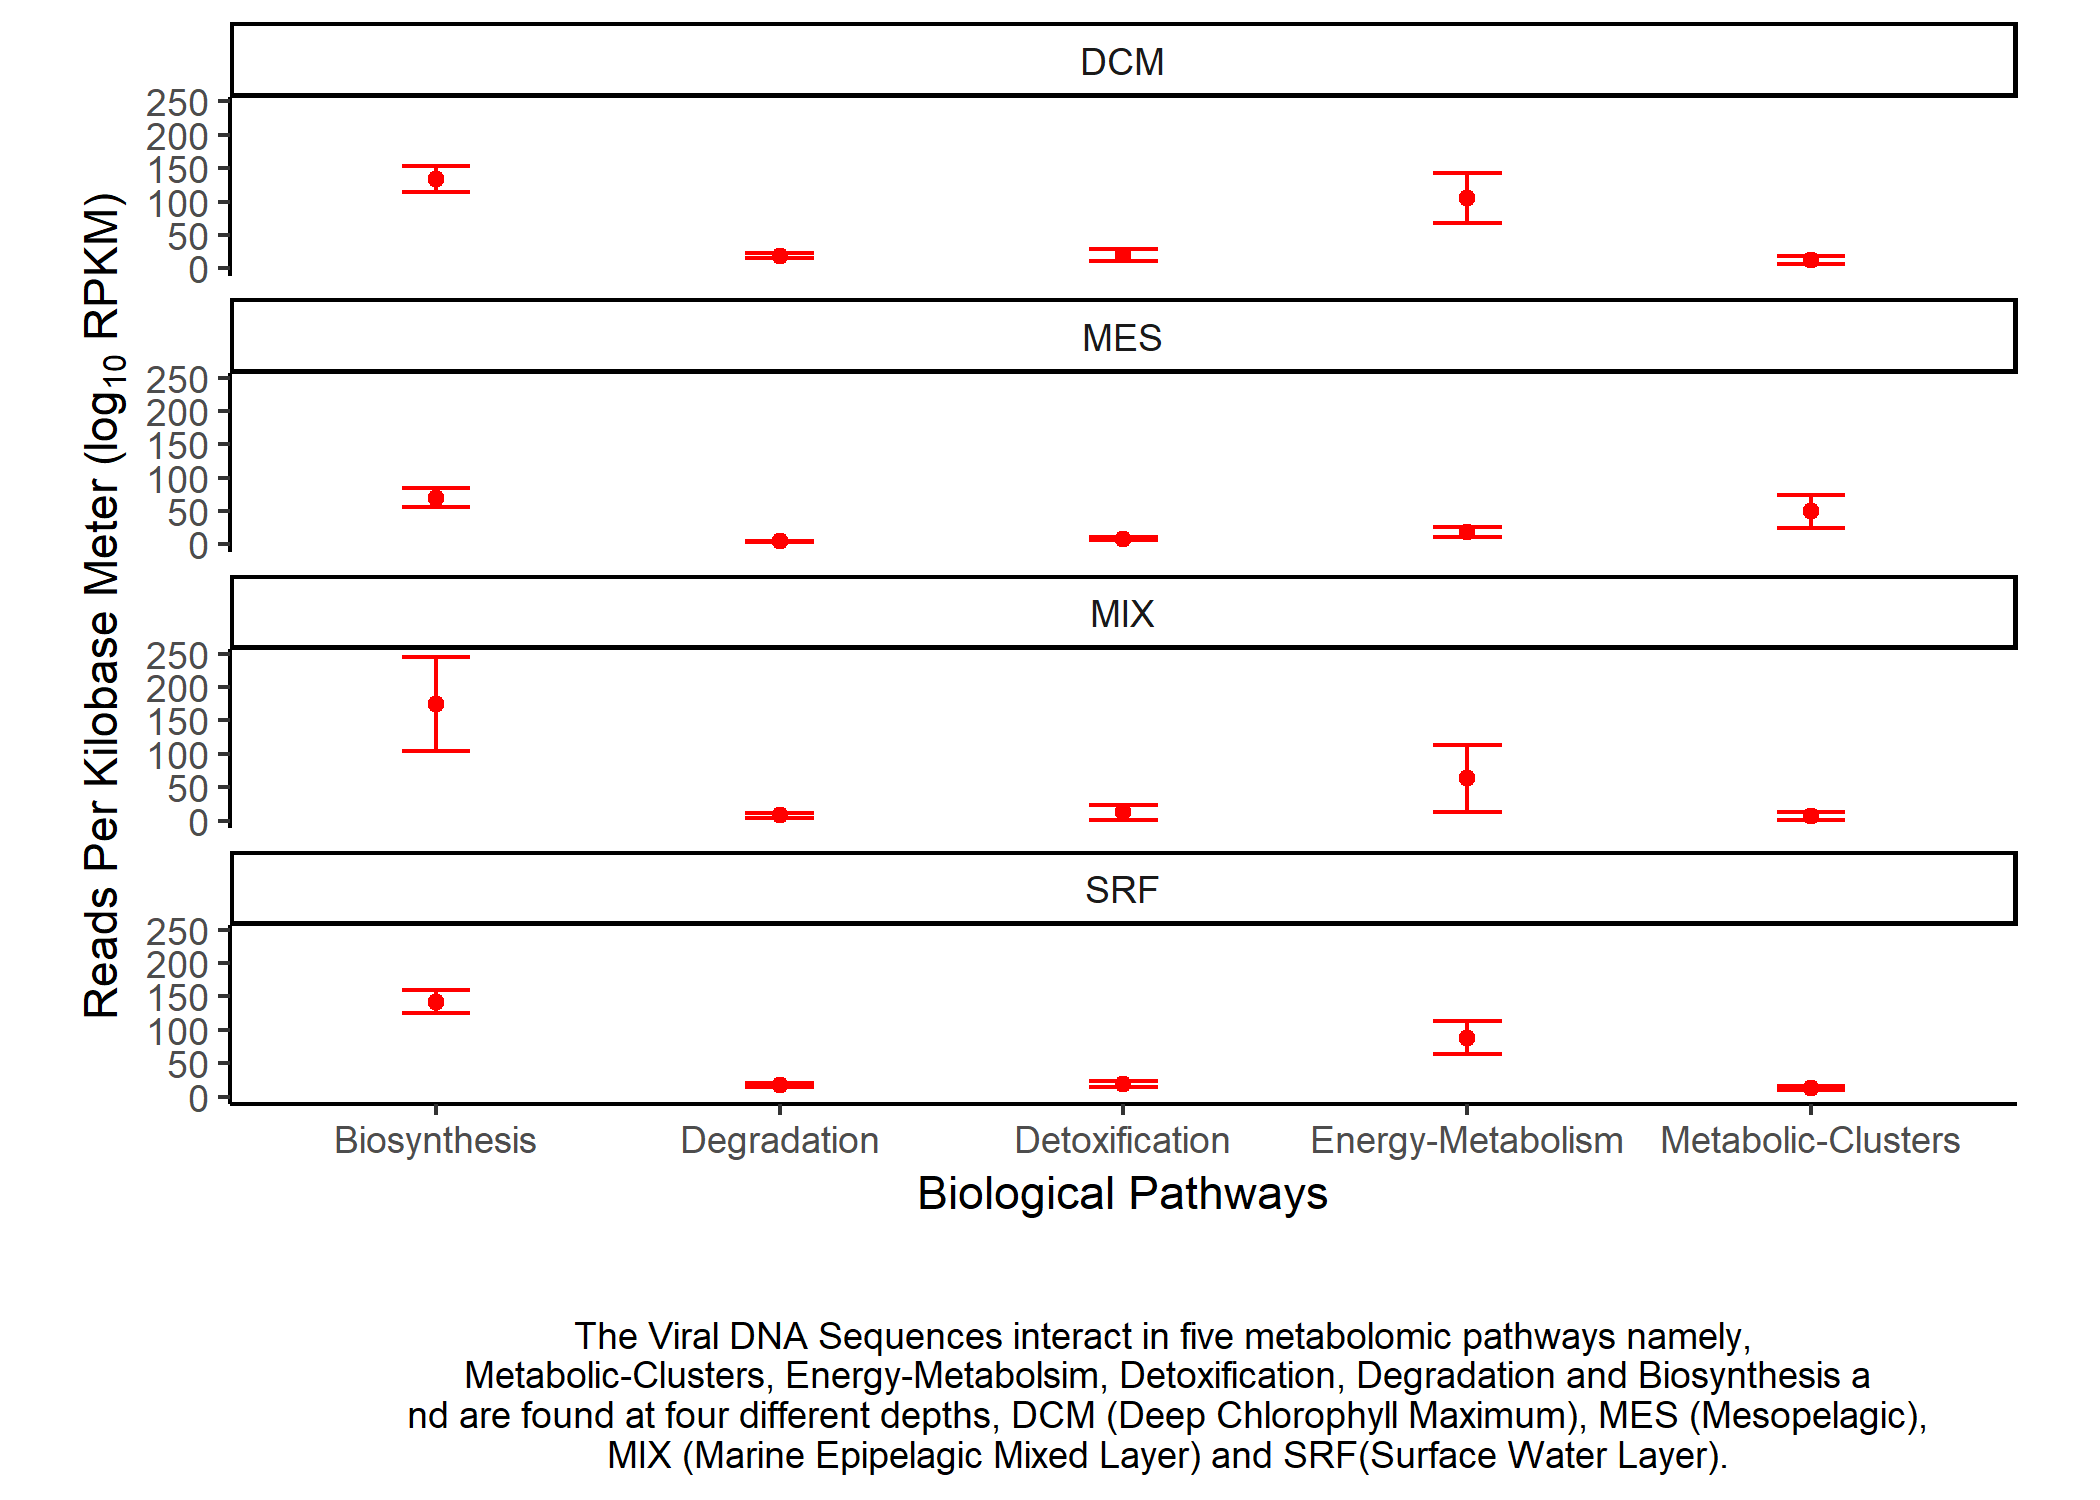 DCM
250
200
150
100
50
0
MES
250
200
150
100
50
0
MIX
250
200
150
100
50
0
SRF
250
200
150
100
50
0
Reads Per Kilobase Meter (log10 RPKM)
Biosynthesis Degradation Detoxification Energy-Metabolism Metabolic-Clusters
Biological Pathways
The Viral DNA Sequences interact in five metabolomic pathways namely,
Metabolic-Clusters, Energy-Metabolsim, Detoxification, Degradation and Biosynthesis a
nd are found at four different depths, DCM (Deep Chlorophyll Maximum), MES (Mesopelagic),
MIX (Marine Epipelagic Mixed Layer) and SRF(Surface Water Layer).